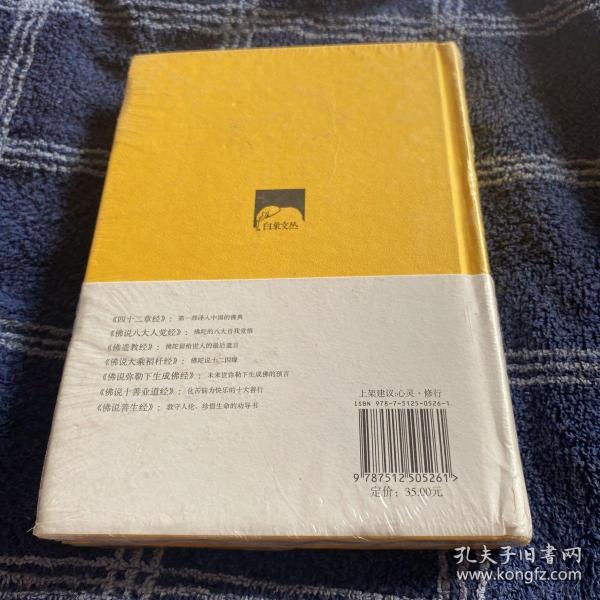 白象文丛
《四十二章经》：第一部译入中国的佛典
《佛说八大人觉经》：佛陀的八大自我觉悟
《佛遗教经》：佛陀留给世人的最后遗言
《佛说大乘稻秆经》：佛陀说十二因缘
《佛说弥勒下生成佛经》：未来世弥勒下生成佛的预言
《佛说十善业道经》：化苦恼为快乐的十大善行
《佛说善生经》：敦守人伦、珍惜生命的劝导书
上架建议:心灵·修行
ISBN 978-7-5125-0526-1
9 787512 505261>
定价：35.00元
孔夫子旧书网
www.kongfz.com